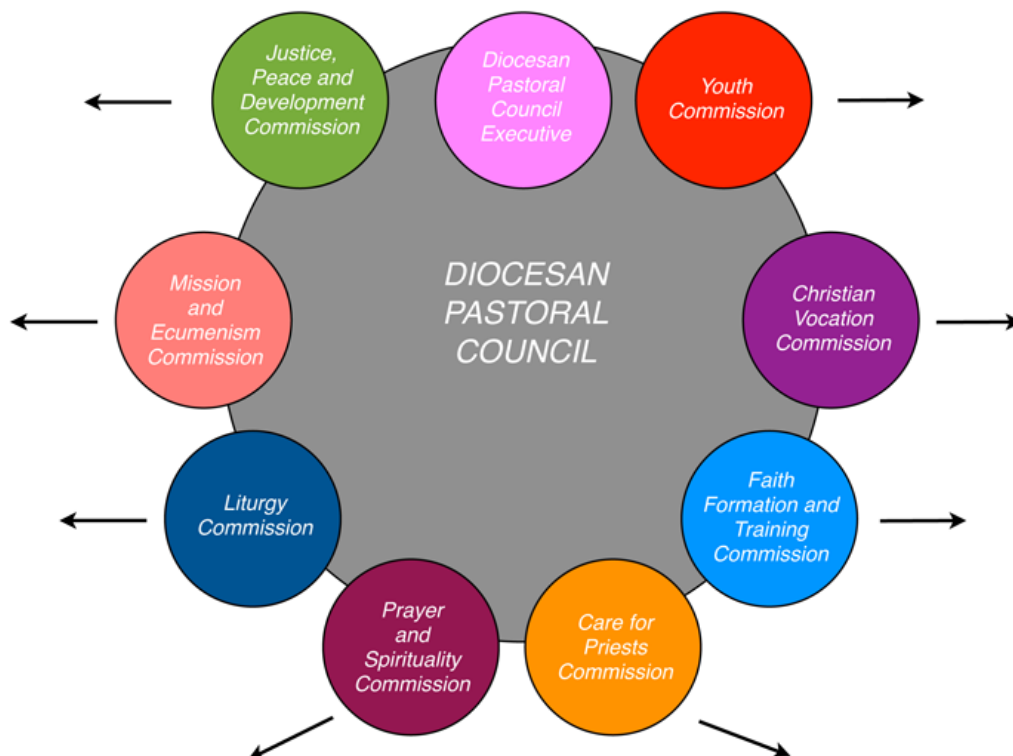 Justice,
Peace and
Development
Commission
Diocesan
Pastoral
Council
Executive
Youth
Commission
DIOCESAN
PASTORAL
COUNCIL
Mission
and
Ecumenism
Commission
Christian
Vocation
Commission
Liturgy
Commission
Faith
Formation and
Training
Commission
Prayer
and
Spirituality
Commission
Care for
Priests
Commission